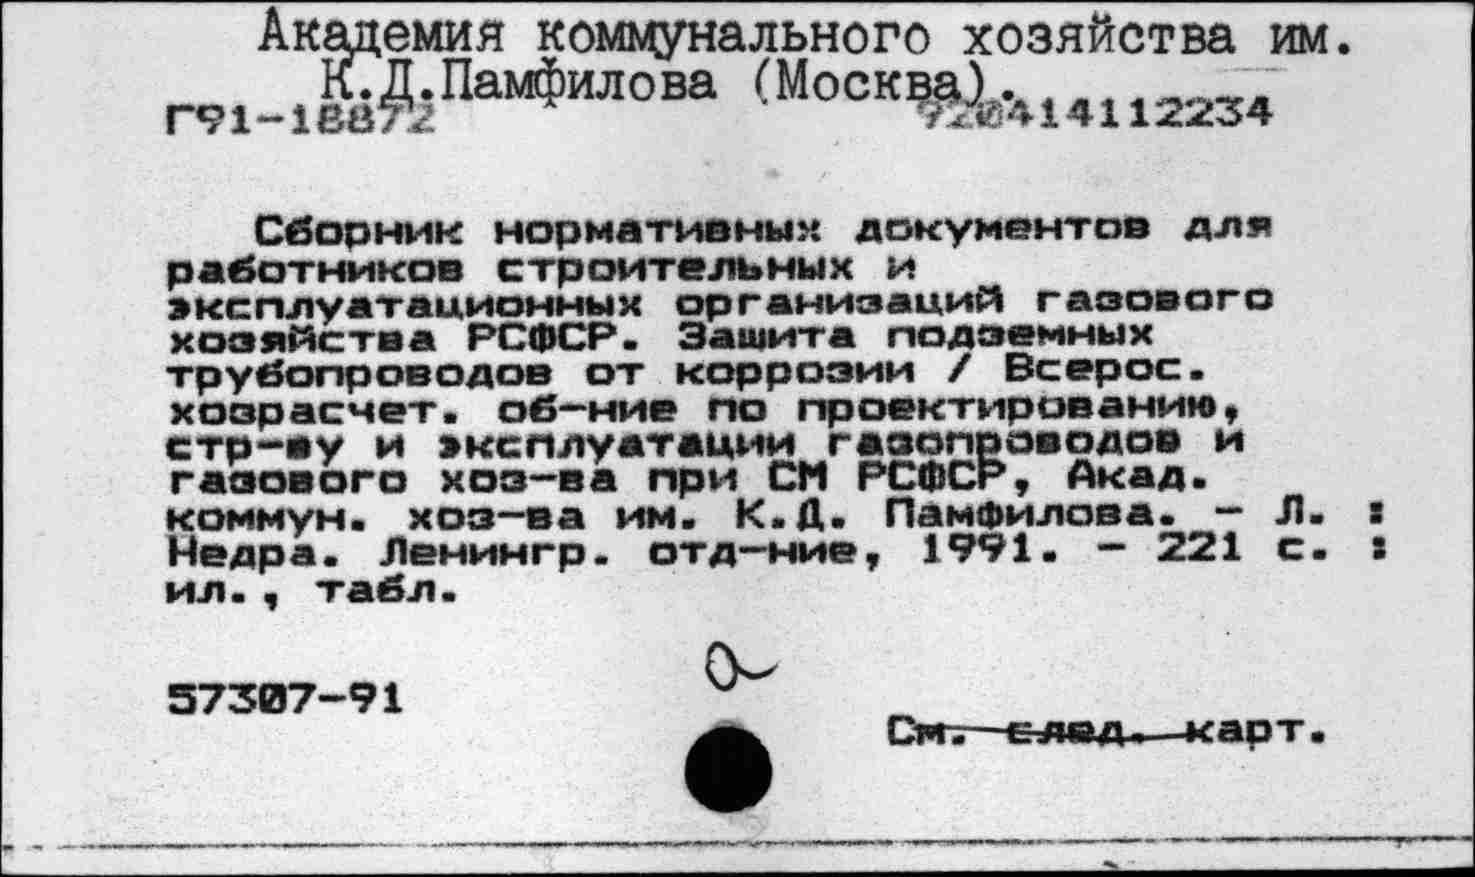 Академия коммунального хозяйства им.
К.Д.Памфилова (Москва).
Г91-18872 920414112234
Сборник нормативных документов для
работников строительных и
эксплуатационных организаций газового
хозяйства РСФСР. Защита подземных
трубопроводов от коррозии / Всерос.
хозрасчет. об-ние по проектированию,
стр-ву и эксплуатации газопроводов и
газового хоз-ва при СМ РСФСР, Акад.
коммун. хоз-ва им. К.Д. Памфилова. - Л. :
Недра. Ленингр. отд-ние, 1991. - 221 с. :
ил., табл.
57307-91
См. след. карт.